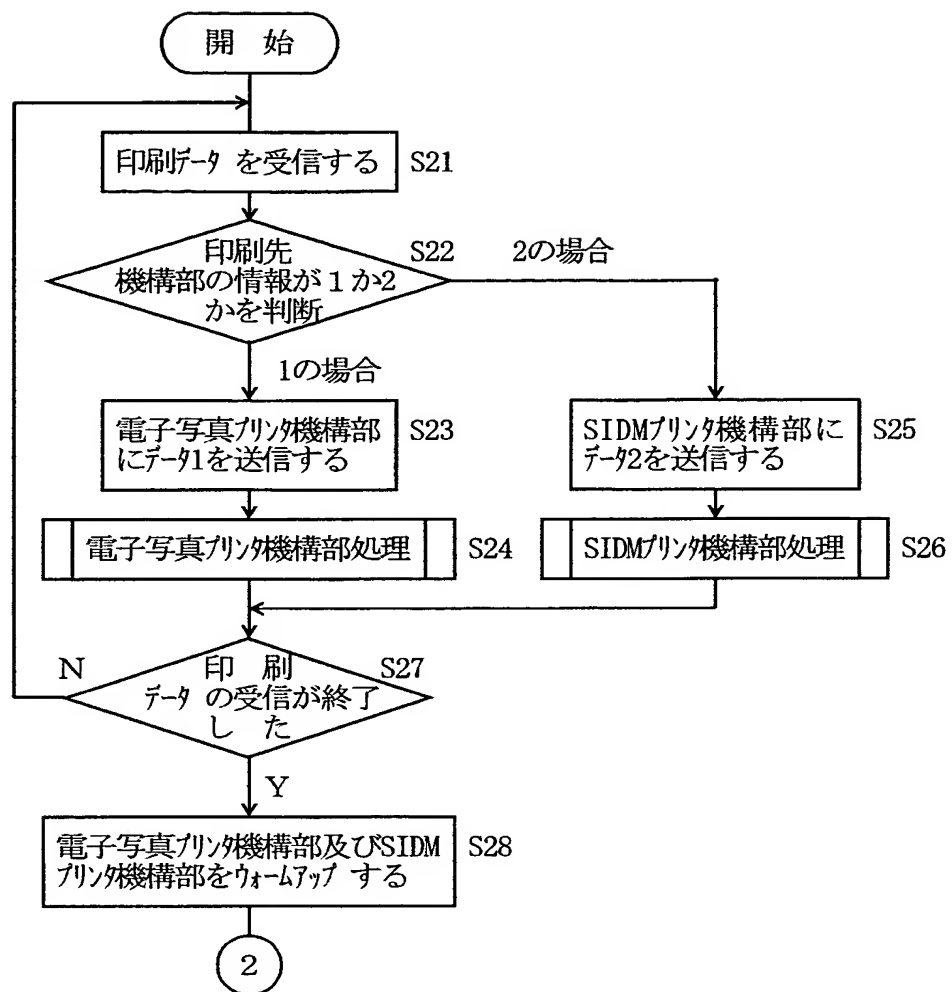 開　始
印刷ﾃﾞｰﾀ を受信する
S21
印刷先
機構部の情報が１か2
かを判断
S22
2の場合
1の場合
電子写真ﾌﾟﾘﾝﾀ機構部
にﾃﾞｰﾀ1を送信する
S23
SIDMﾌﾟﾘﾝﾀ機構部に
ﾃﾞｰﾀ2を送信する
S25
電子写真ﾌﾟﾘﾝﾀ機構部処理
S24
SIDMﾌﾟﾘﾝﾀ機構部処理
S26
N
印　刷
ﾃﾞｰﾀ の受信が終了
し　た
S27
Y
電子写真ﾌﾟﾘﾝﾀ機構部及びSIDM
ﾌﾟﾘﾝﾀ機構部をｳｫｰﾑｱｯﾌﾟ する
S28
2